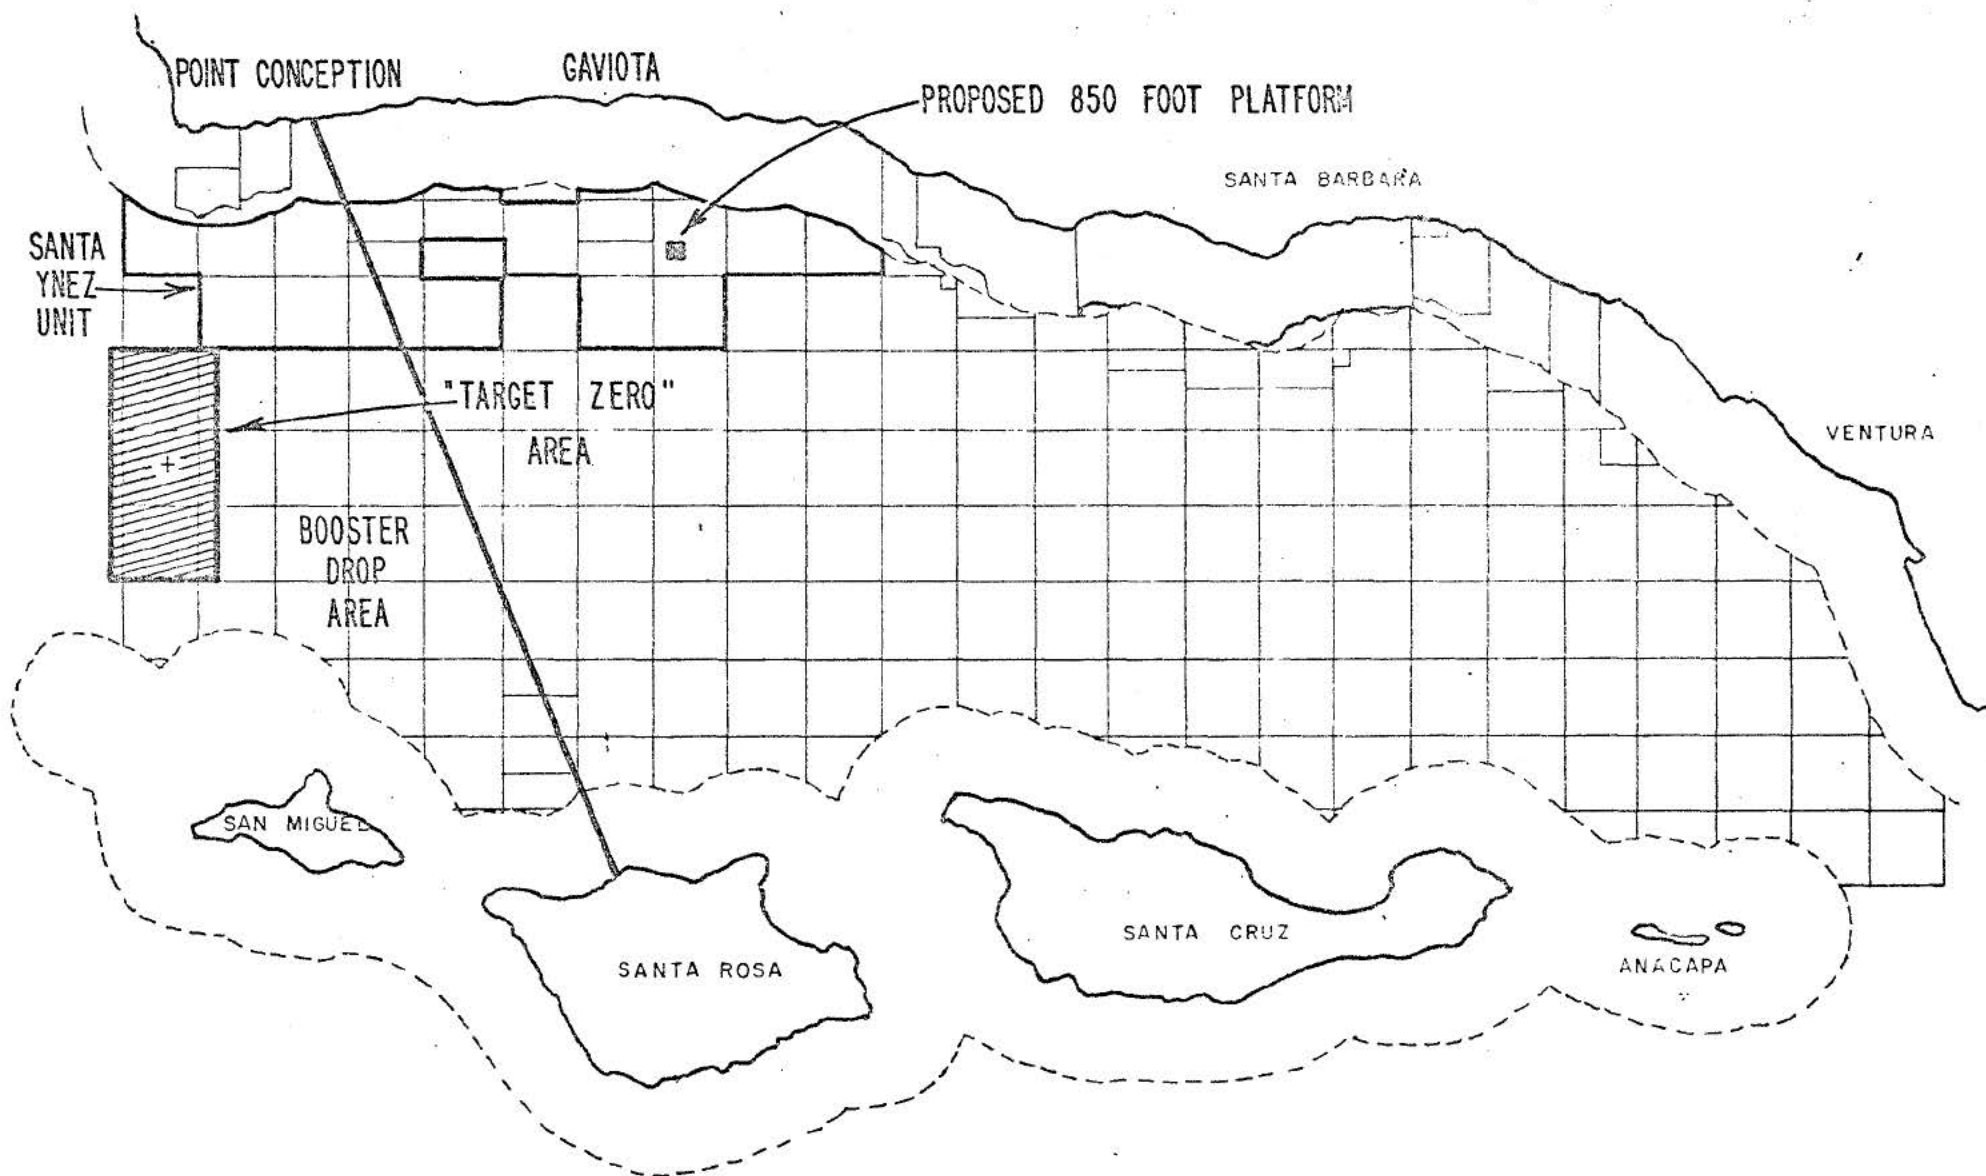 POINT CONCEPTION
GAVIOTA
PROPOSED 850 FOOT PLATFORM
SANTA BARBARA
SANTA
YNEZ
UNIT
"TARGET ZERO"
AREA
VENTURA
BOOSTER
DROP
AREA
SAN MIGUEL
SANTA ROSA
SANTA CRUZ
ANACAPA